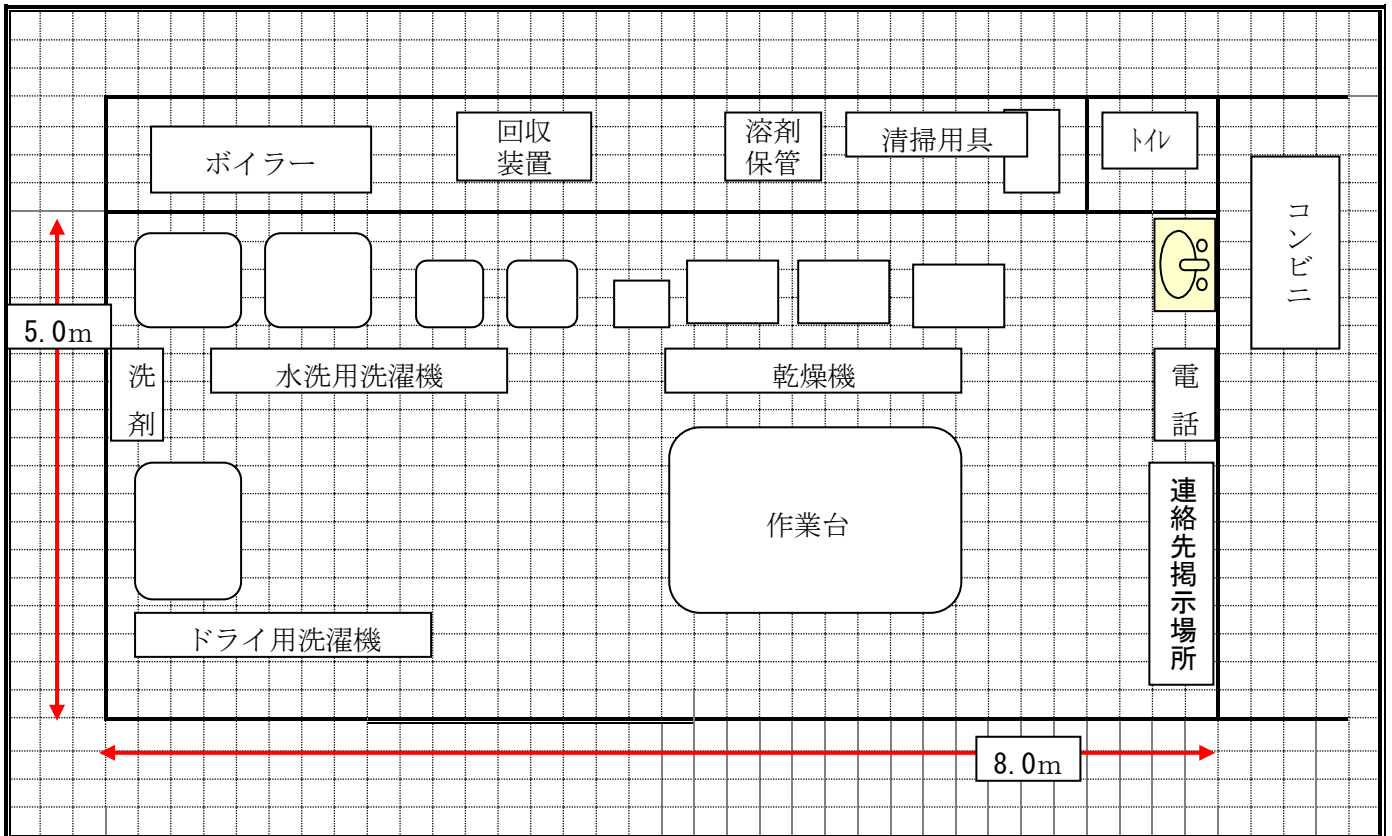 ボイラー
回収
装置
溶剤
保管
清掃用具
ﾄｲﾚ
コンビニ
5.0m
洗剤
水洗用洗濯機
乾燥機
電話
作業台
連絡先掲示場所
ドライ用洗濯機
8.0m